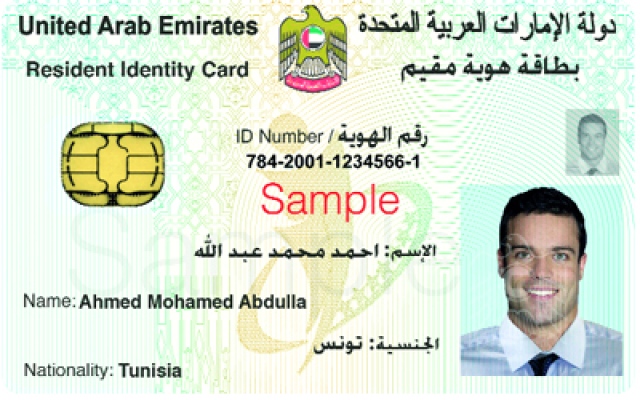 United Arab Emirates
دولة الإمارات العربية المتحدة
Resident Identity Card
بطاقة هوية مقيم
ID Number / رقم الهوية
784-2001-1234566-1
Sample
الإسم: احمد محمد عبد الله
Name: Ahmed Mohamed Abdulla
الجنسية: تونس
Nationality: Tunisia